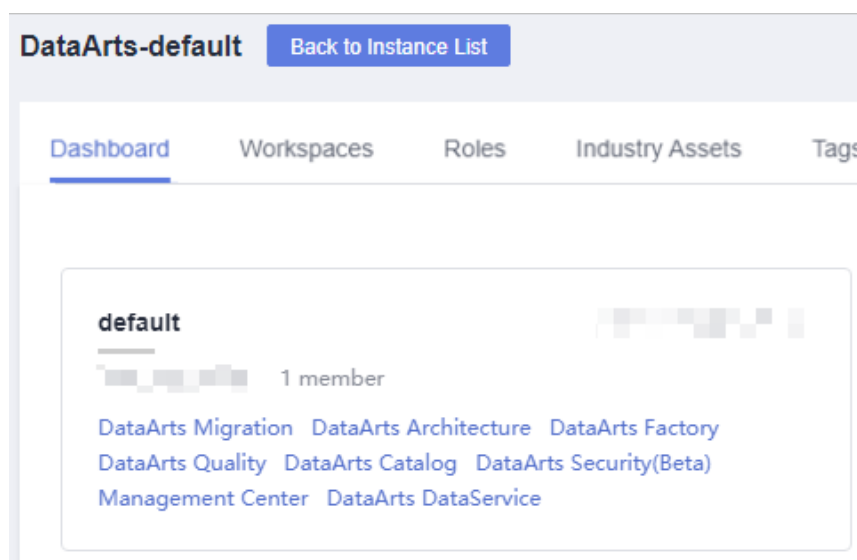 DataArts-default Back to Instance List
Dashboard Workspaces Roles Industry Assets Tags
default
1 member
DataArts Migration DataArts Architecture DataArts Factory
DataArts Quality DataArts Catalog DataArts Security(Beta)
Management Center DataArts DataService